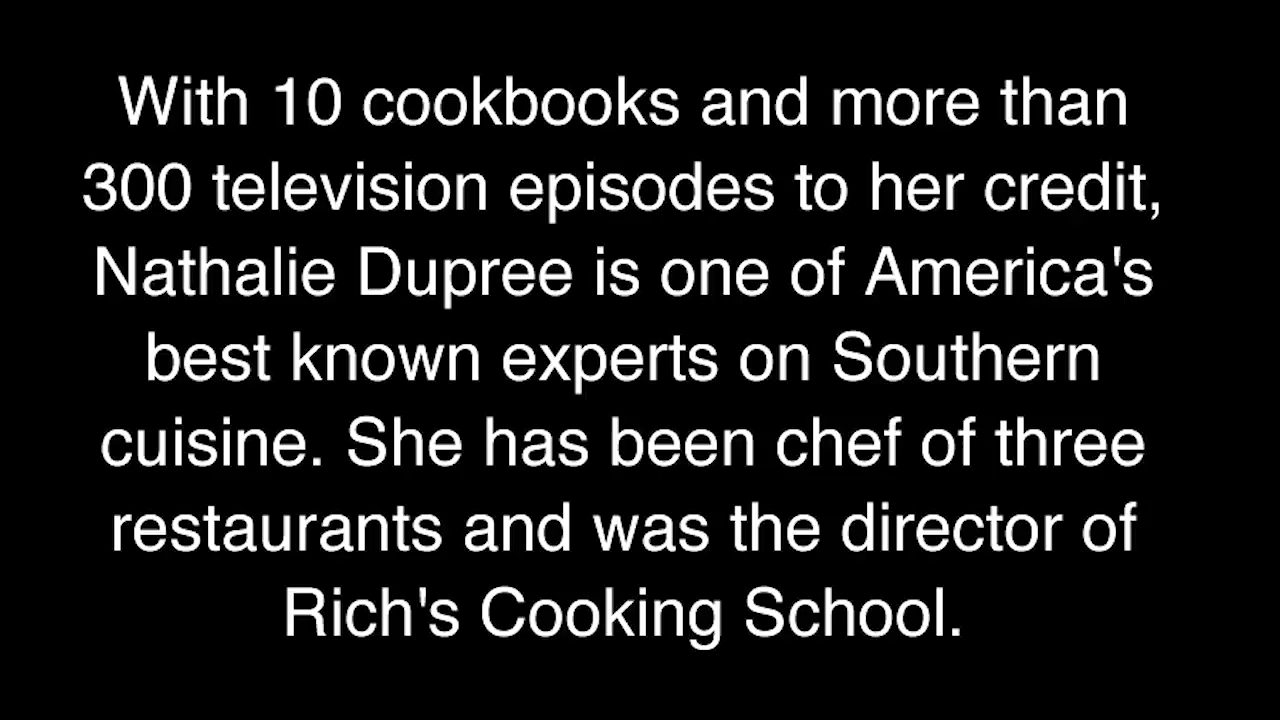 With 10 cookbooks and more than
300 television episodes to her credit,
Nathalie Dupree is one of America's
best known experts on Southern
cuisine. She has been chef of three
restaurants and was the director of
Rich's Cooking School.